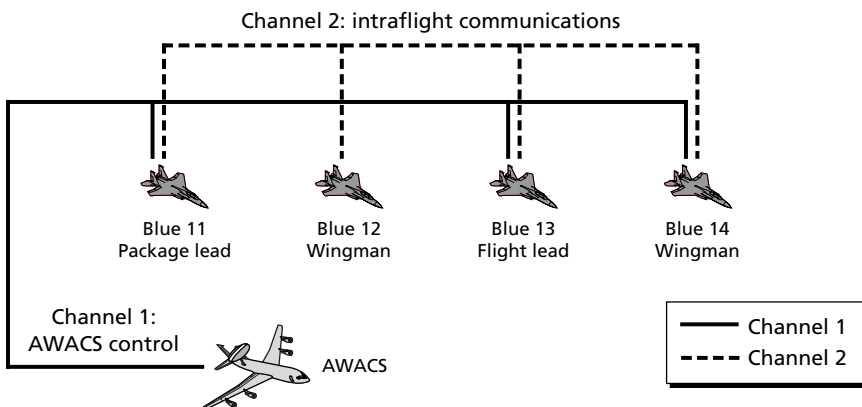 Channel 2: intraflight communications
Blue 11
Package lead
Blue 12
Wingman
Blue 13
Flight lead
Blue 14
Wingman
Channel 1:
AWACS control
AWACS
Channel 1
Channel 2